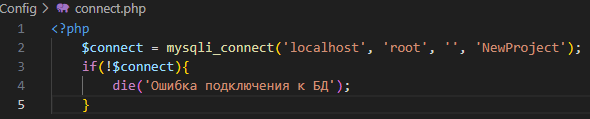 Config > connect.php
1 <?php
2 $connect = mysqli_connect('localhost', 'root', '', 'NewProject');
3 if(!$connect){
4 die('Ошибка подключения к БД');
5 }